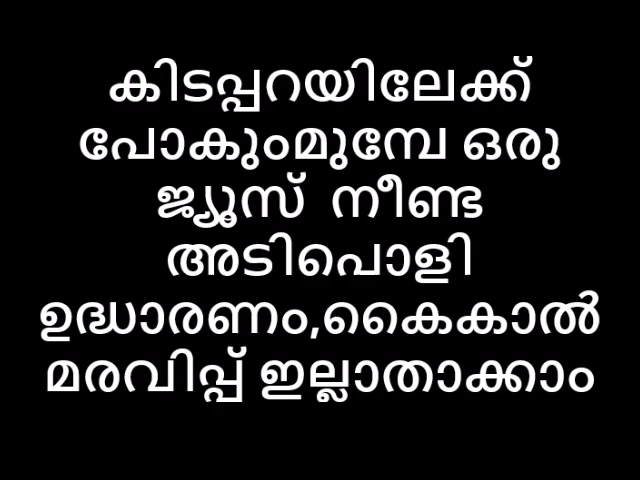 കിടപ്പറയിലേക്ക്
പോകുംമുമ്പേ ഒരു
ജ്യൂസ് നീണ്ട
അടിപൊളി
ഉദ്ധാരണം,കൈകാൽ
മരവിപ്പ് ഇല്ലാതാക്കാം